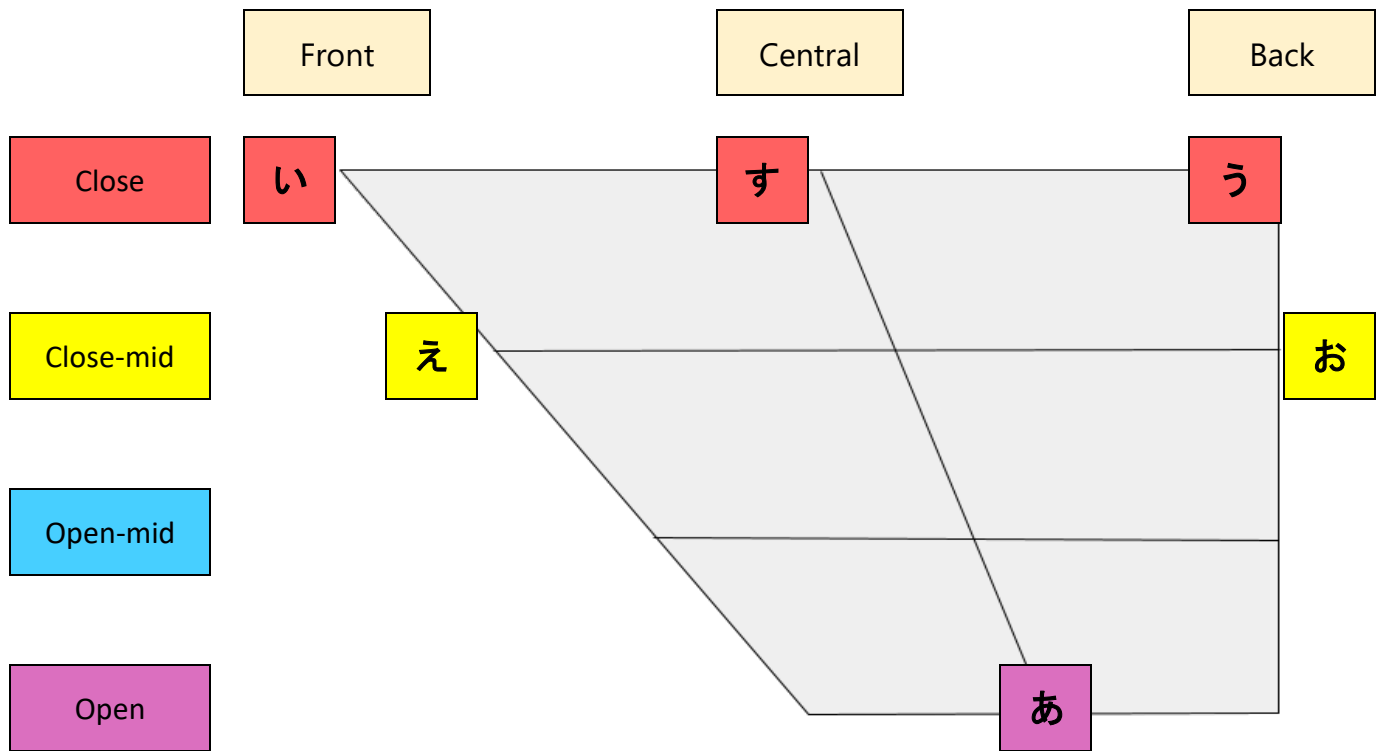 Front Central Back
Close い す う
Close-mid え お
Open-mid
Open あ